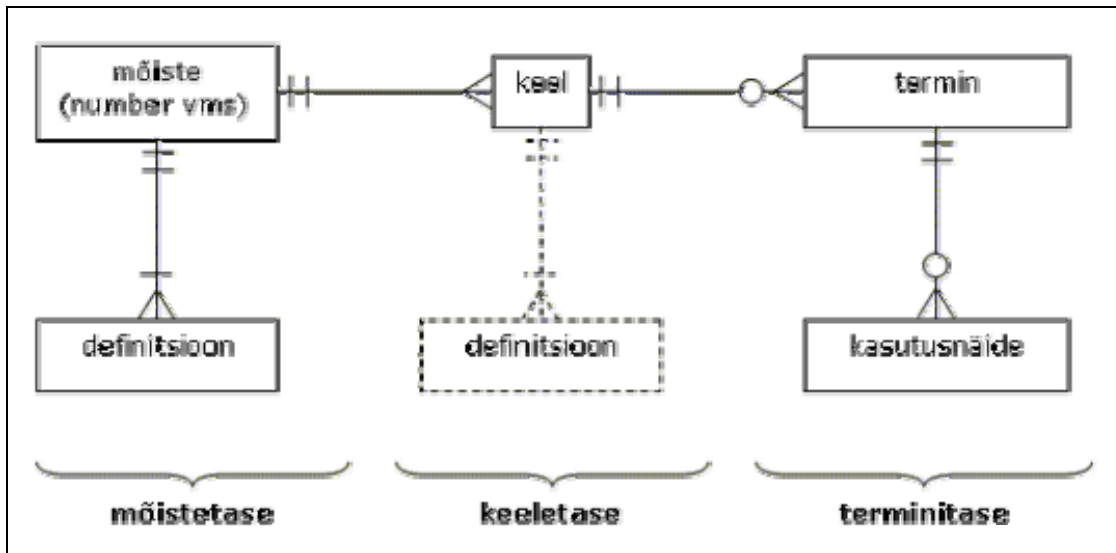 mõiste
(number vms)
keel
termin
definitsioon
definitsioon
kasutusnäide
mõistetase
keeletase
terminitase